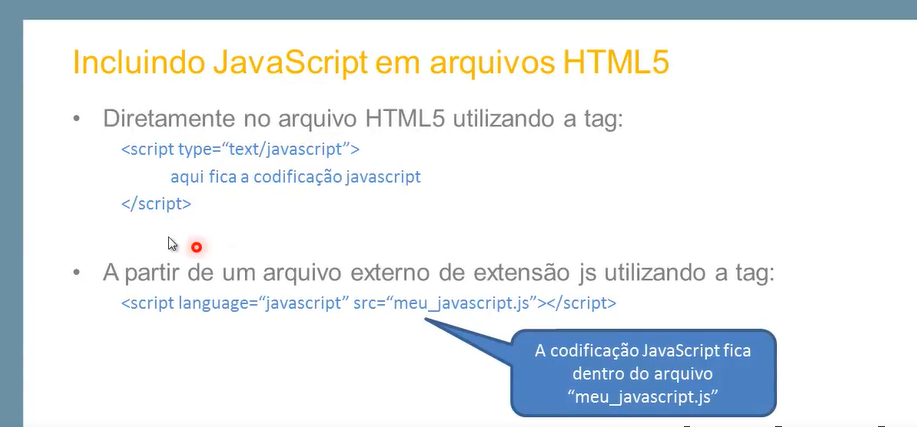 Incluindo JavaScript em arquivos HTML5
• Diretamente no arquivo HTML5 utilizando a tag:
<script type=“text/javascript”>
aqui fica a codificação javascript
</script>
• A partir de um arquivo externo de extensão js utilizando a tag:
<script language=“javascript” src=“meu_javascript.js”></script>
A codificação JavaScript fica
dentro do arquivo
“meu_javascript.js”